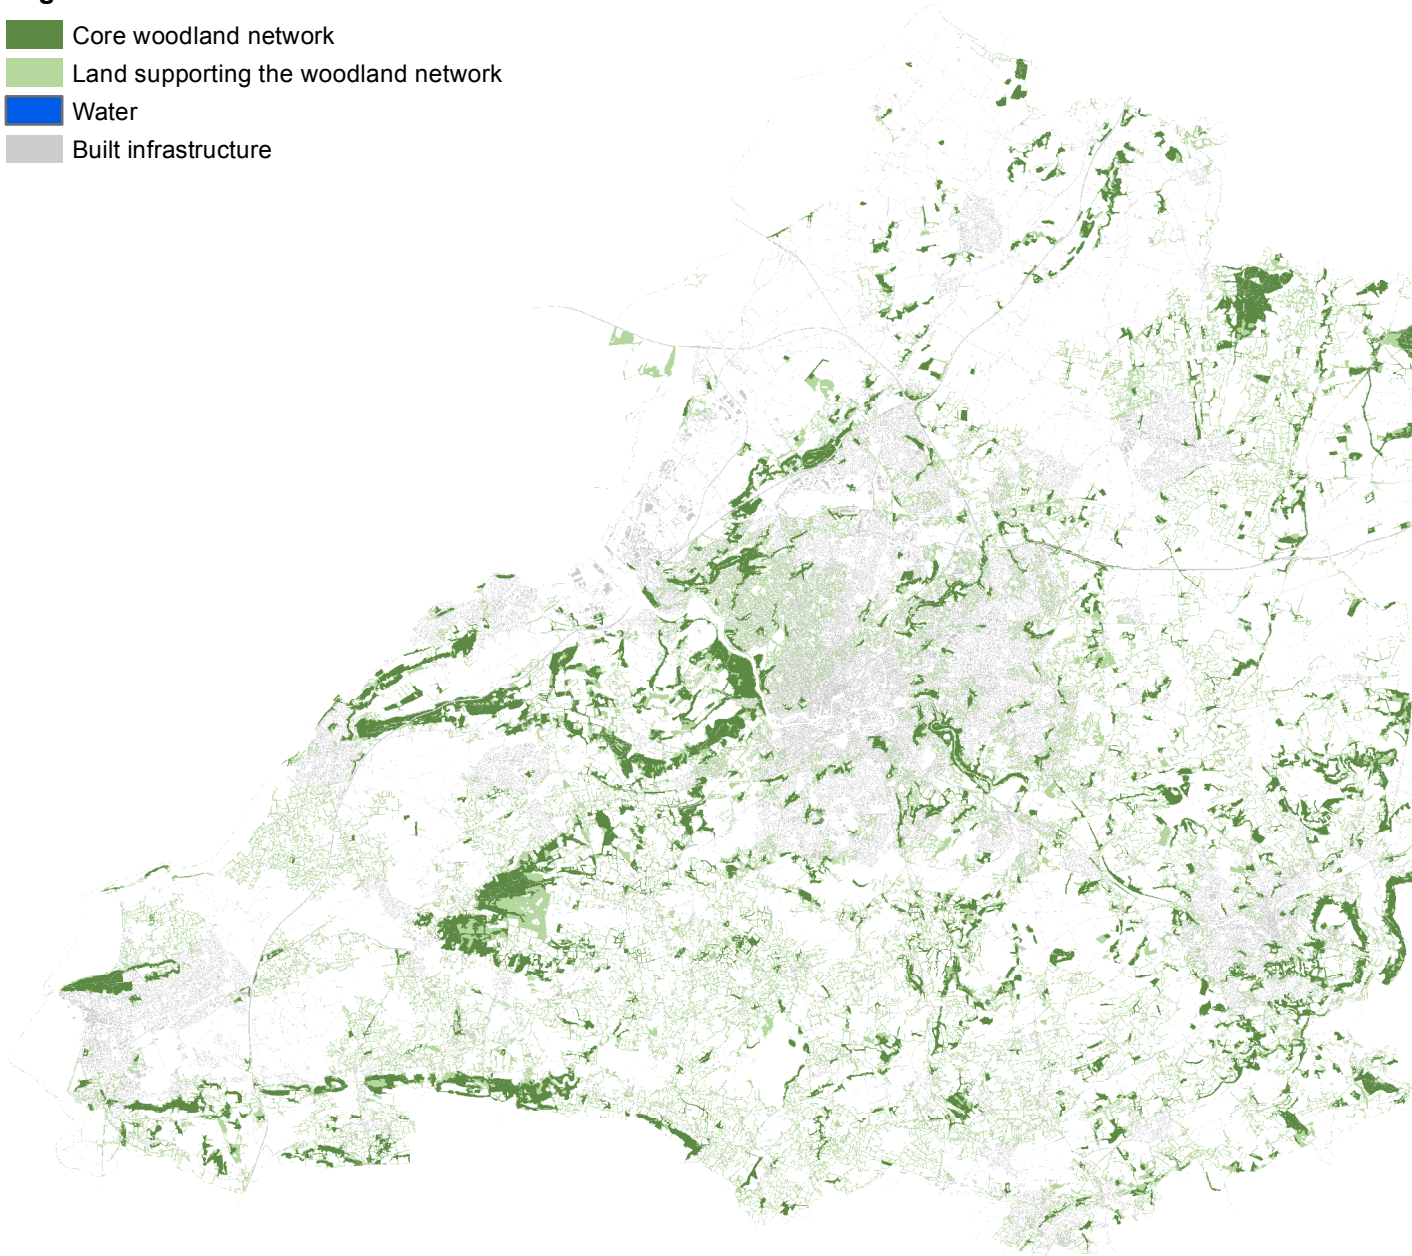 Core woodland network
Land supporting the woodland network
Water
Built infrastructure